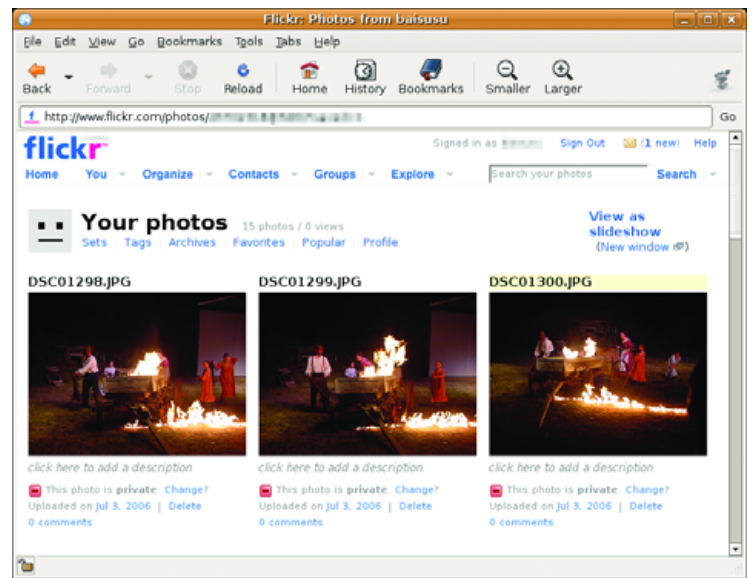 Flickr: Photos from baisusu
File Edit View Go Bookmarks Tools Tabs Help
Back Forward Stop Reload Home History Bookmarks Smaller Larger
http://www.flickr.com/photos/ Go
flickr Signed in as Sign Out (1 new) Help
Home You Organize Contacts Groups Explore Search your photos Search
Your photos 15 photos / 0 views
Sets Tags Archives Favorites Popular Profile
View as
slideshow
(New window)
DSC01298.JPG DSC01299.JPG DSC01300.JPG
click here to add a description click here to add a description click here to add a description
This photo is private. Change? This photo is private. Change? This photo is private. Change?
Uploaded on Jul 3, 2006 | Delete Uploaded on Jul 3, 2006 | Delete Uploaded on Jul 3, 2006 | Delete
0 comments 0 comments 0 comments